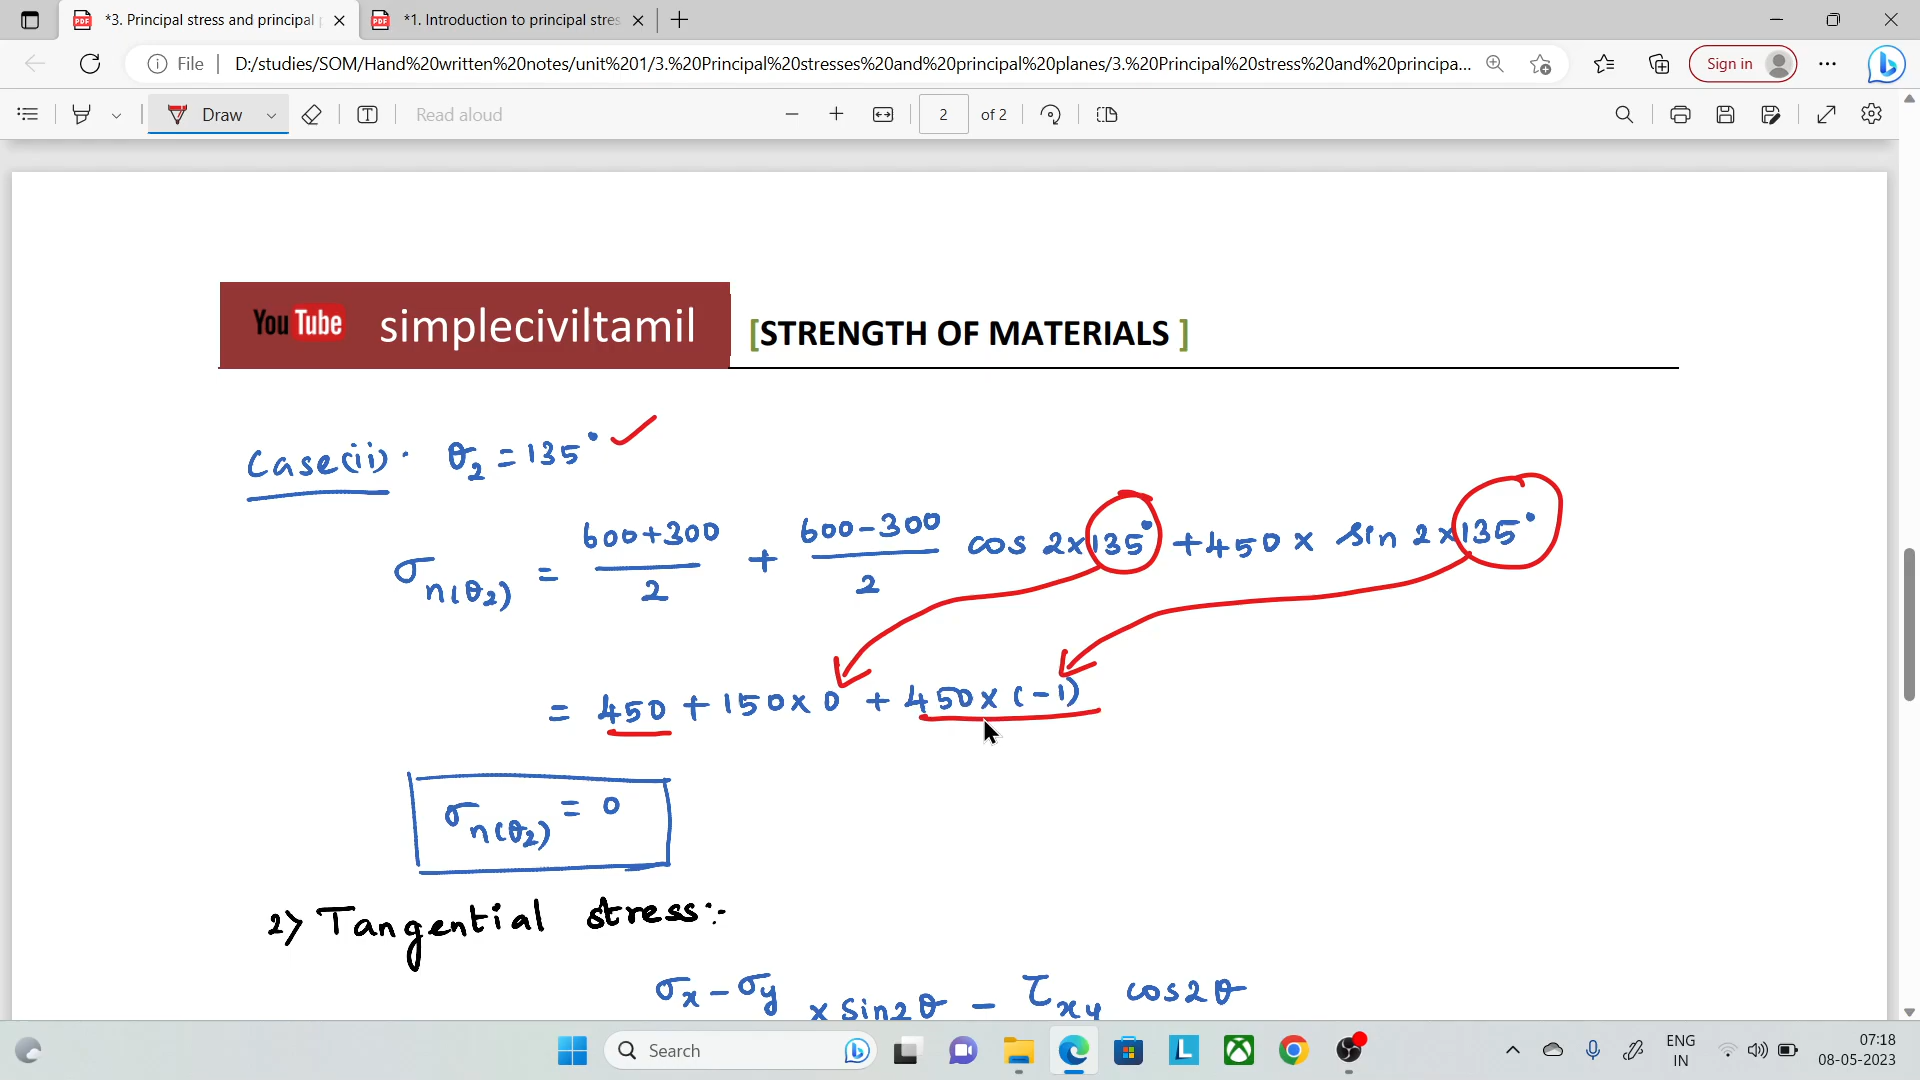 *3. Principal stress and principal p
*1. Introduction to principal stres
File
D:/studies/SOM/Hand%20written%20notes/unit%201/3.%20Principal%20stresses%20and%20principal%20planes/3.%20Principal%20stress%20and%20principa...
Sign in
Draw
Read aloud
2 of 2
YouTube simpleciviltamil [STRENGTH OF MATERIALS ]
Case(ii). θ₂ = 135°
σn(θ₂) = (600+300)/2 + (600-300)/2 cos 2×135° + 450 × sin 2×135°
= 450 + 150×0 + 450×(-1)
σn(θ₂) = 0
2) Tangential stress:-
σx - σy × sin2θ - τxy cos2θ
Search
ENG
IN
07:18
08-05-2023